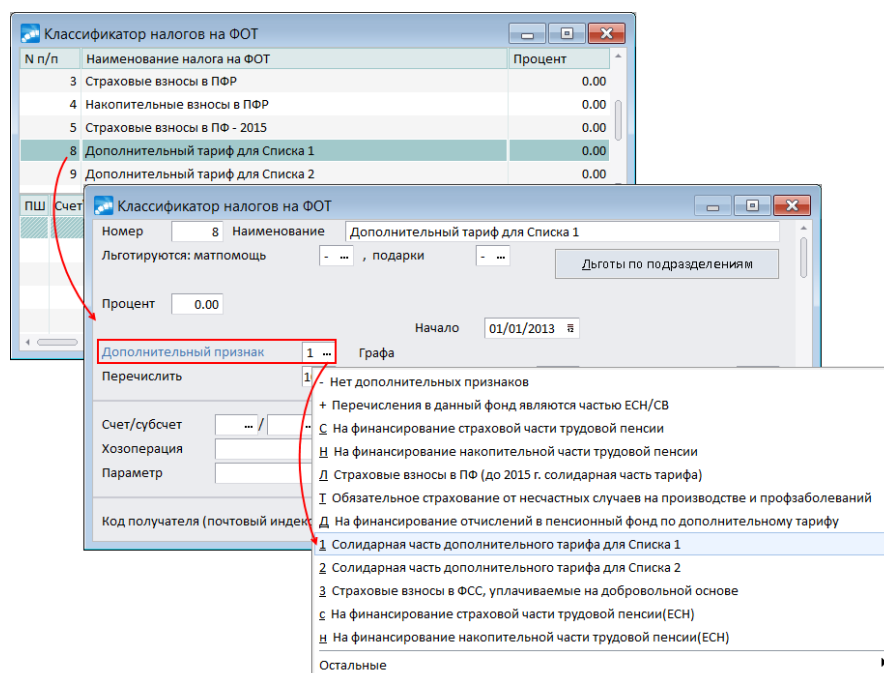 Классификатор налогов на ФОТ
N п/п Наименование налога на ФОТ Процент
3 Страховые взносы в ПФР 0.00
4 Накопительные взносы в ПФР 0.00
5 Страховые взносы в ПФ - 2015 0.00
8 Дополнительный тариф для Списка 1 0.00
9 Дополнительный тариф для Списка 2 0.00
ПШ Счет
Классификатор налогов на ФОТ
Номер 8 Наименование Дополнительный тариф для Списка 1
Льготируются: матпомощь - ... , подарки - ... Льготы по подразделениям
Процент 0.00
Начало 01/01/2013
Дополнительный признак 1 ... Графа
Перечислить
- Нет дополнительных признаков
+ Перечисления в данный фонд являются частью ЕСН/СВ
Счет/субсчет ... / ...
С На финансирование страховой части трудовой пенсии
Хозоперация
Н На финансирование накопительной части трудовой пенсии
Параметр
Л Страховые взносы в ПФ (до 2015 г. солидарная часть тарифа)
Т Обязательное страхование от несчастных случаев на производстве и профзаболеваний
Код получателя (почтовый индекс
Д На финансирование отчислений в пенсионный фонд по дополнительному тарифу
1 Солидарная часть дополнительного тарифа для Списка 1
2 Солидарная часть дополнительного тарифа для Списка 2
3 Страховые взносы в ФСС, уплачиваемые на добровольной основе
с На финансирование страховой части трудовой пенсии(ЕСН)
н На финансирование накопительной части трудовой пенсии(ЕСН)
Остальные